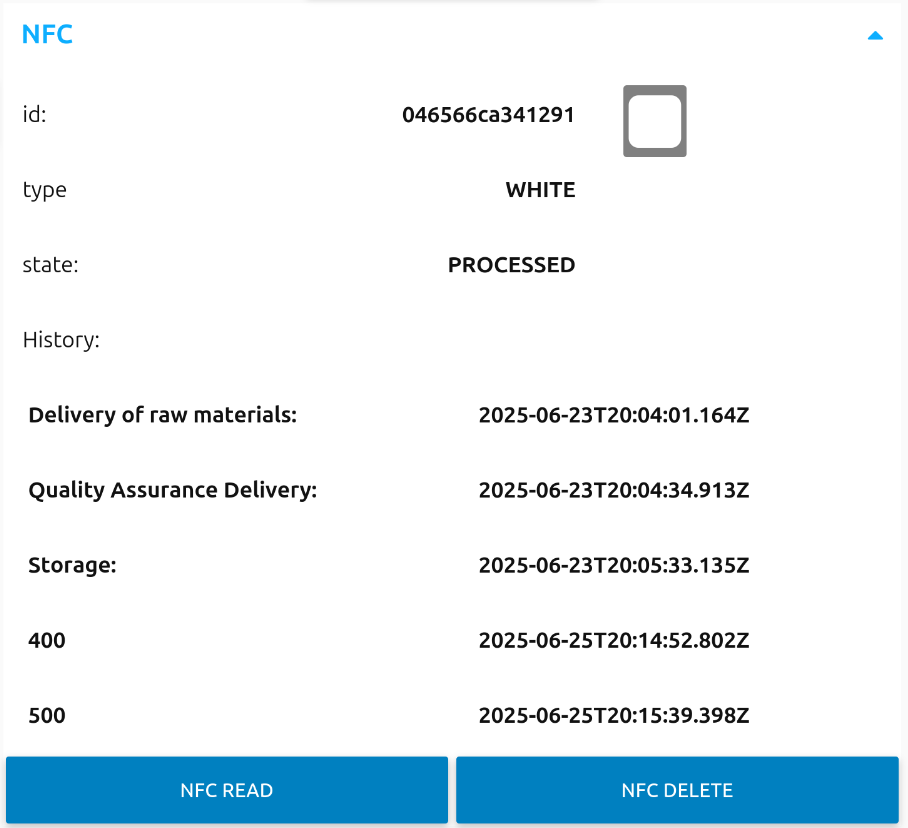 NFC
id: 046566ca341291
type WHITE
state: PROCESSED
History:
Delivery of raw materials: 2025-06-23T20:04:01.164Z
Quality Assurance Delivery: 2025-06-23T20:04:34.913Z
Storage: 2025-06-23T20:05:33.135Z
400 2025-06-25T20:14:52.802Z
500 2025-06-25T20:15:39.398Z
NFC READ NFC DELETE